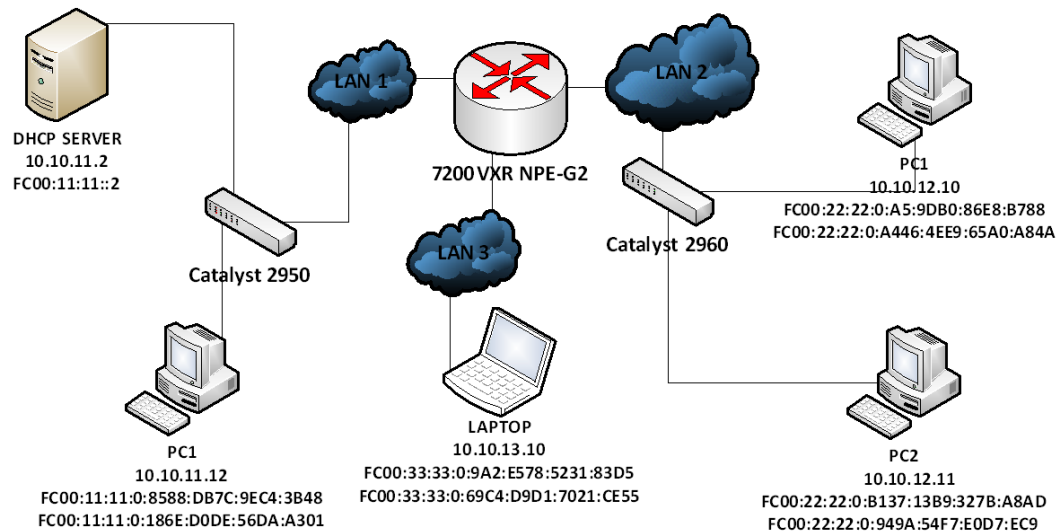 LAN 1
LAN 2
DHCP SERVER
10.10.11.2
FC00:11:11::2
7200 VXR NPE-G2
PC1
10.10.12.10
FC00:22:22:0:A5:9DB0:86E8:B788
FC00:22:22:0:A446:4EE9:65A0:A84A
Catalyst 2960
Catalyst 2950
LAN 3
PC1
10.10.11.12
FC00:11:11:0:8588:DB7C:9EC4:3B48
FC00:11:11:0:186E:D0DE:56DA:A301
LAPTOP
10.10.13.10
FC00:33:33:0:9A2:E578:5231:83D5
FC00:33:33:0:69C4:D9D1:7021:CE55
PC2
10.10.12.11
FC00:22:22:0:B137:13B9:327B:A8AD
FC00:22:22:0:949A:54F7:E0D7:EC9